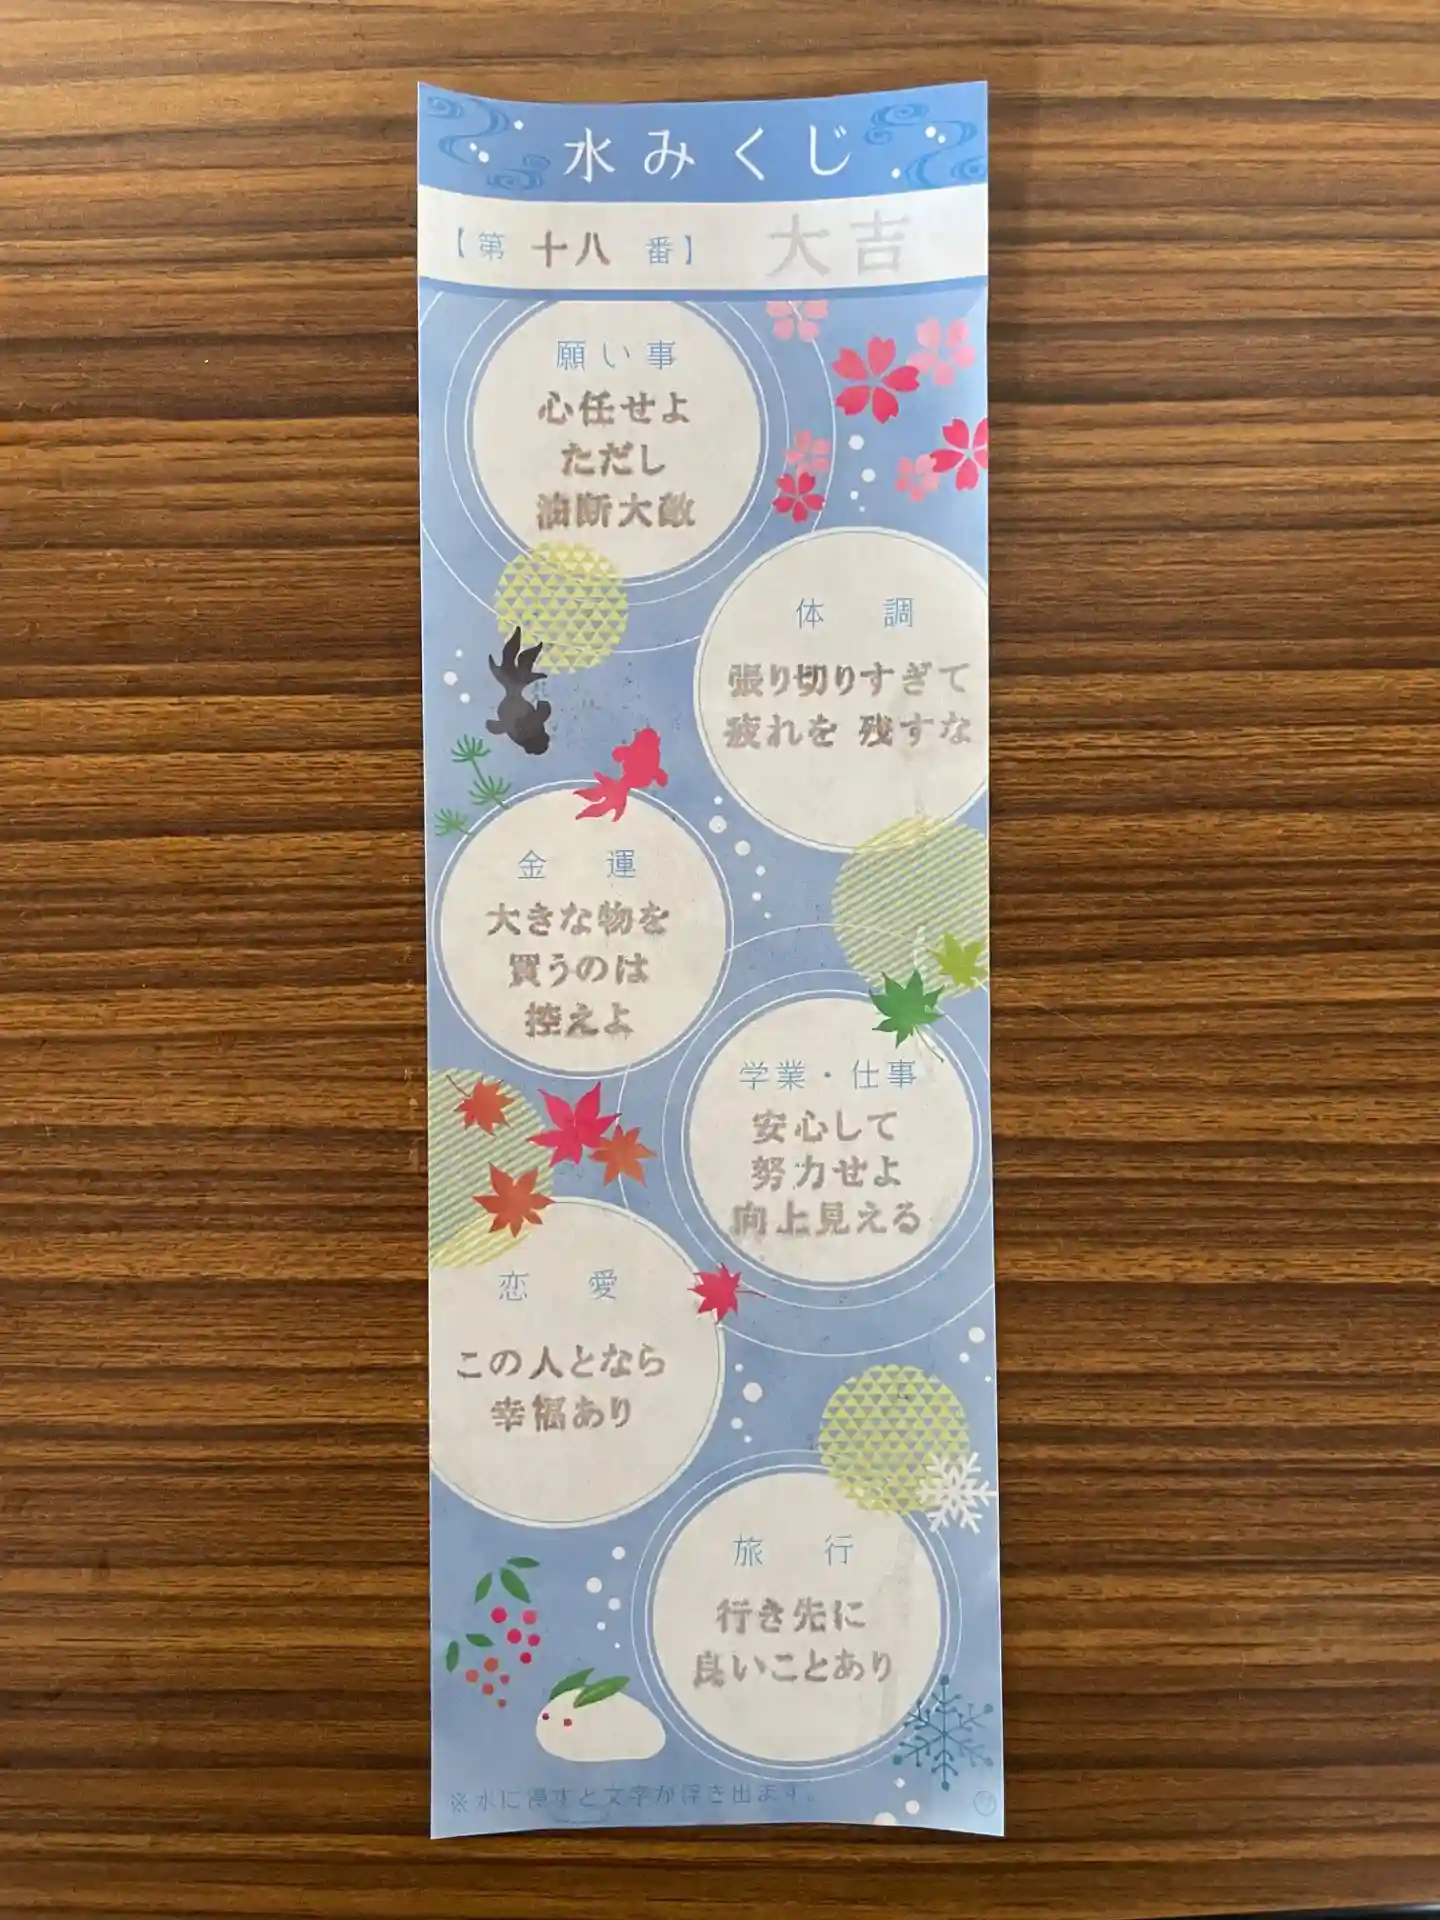 水みくじ
【第 十八 番】 大吉
願い事
心任せよ
ただし
油断大敵
体 調
張り切りすぎて
疲れを 残すな
金 運
大きな物を
買うのは
控えよ
学業・仕事
安心して
努力せよ
向上見える
恋 愛
この人となら
幸福あり
旅 行
行き先に
良いことあり
※水に浸すと文字が浮き出ます。